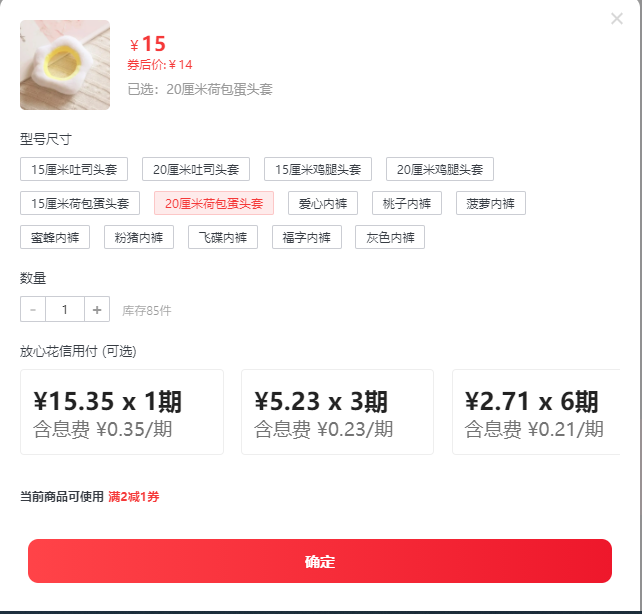 ¥15
券后价:¥14
已选：20厘米荷包蛋头套
型号尺寸
15厘米吐司头套 20厘米吐司头套 15厘米鸡腿头套 20厘米鸡腿头套
15厘米荷包蛋头套 20厘米荷包蛋头套 爱心内裤 桃子内裤 菠萝内裤
蜜蜂内裤 粉猪内裤 飞碟内裤 福字内裤 灰色内裤
数量
- 1 + 库存85件
放心花信用付 (可选)
¥15.35 x 1期 ¥5.23 x 3期 ¥2.71 x 6期
含息费 ¥0.35/期 含息费 ¥0.23/期 含息费 ¥0.21/期
当前商品可使用 满2减1券
确定